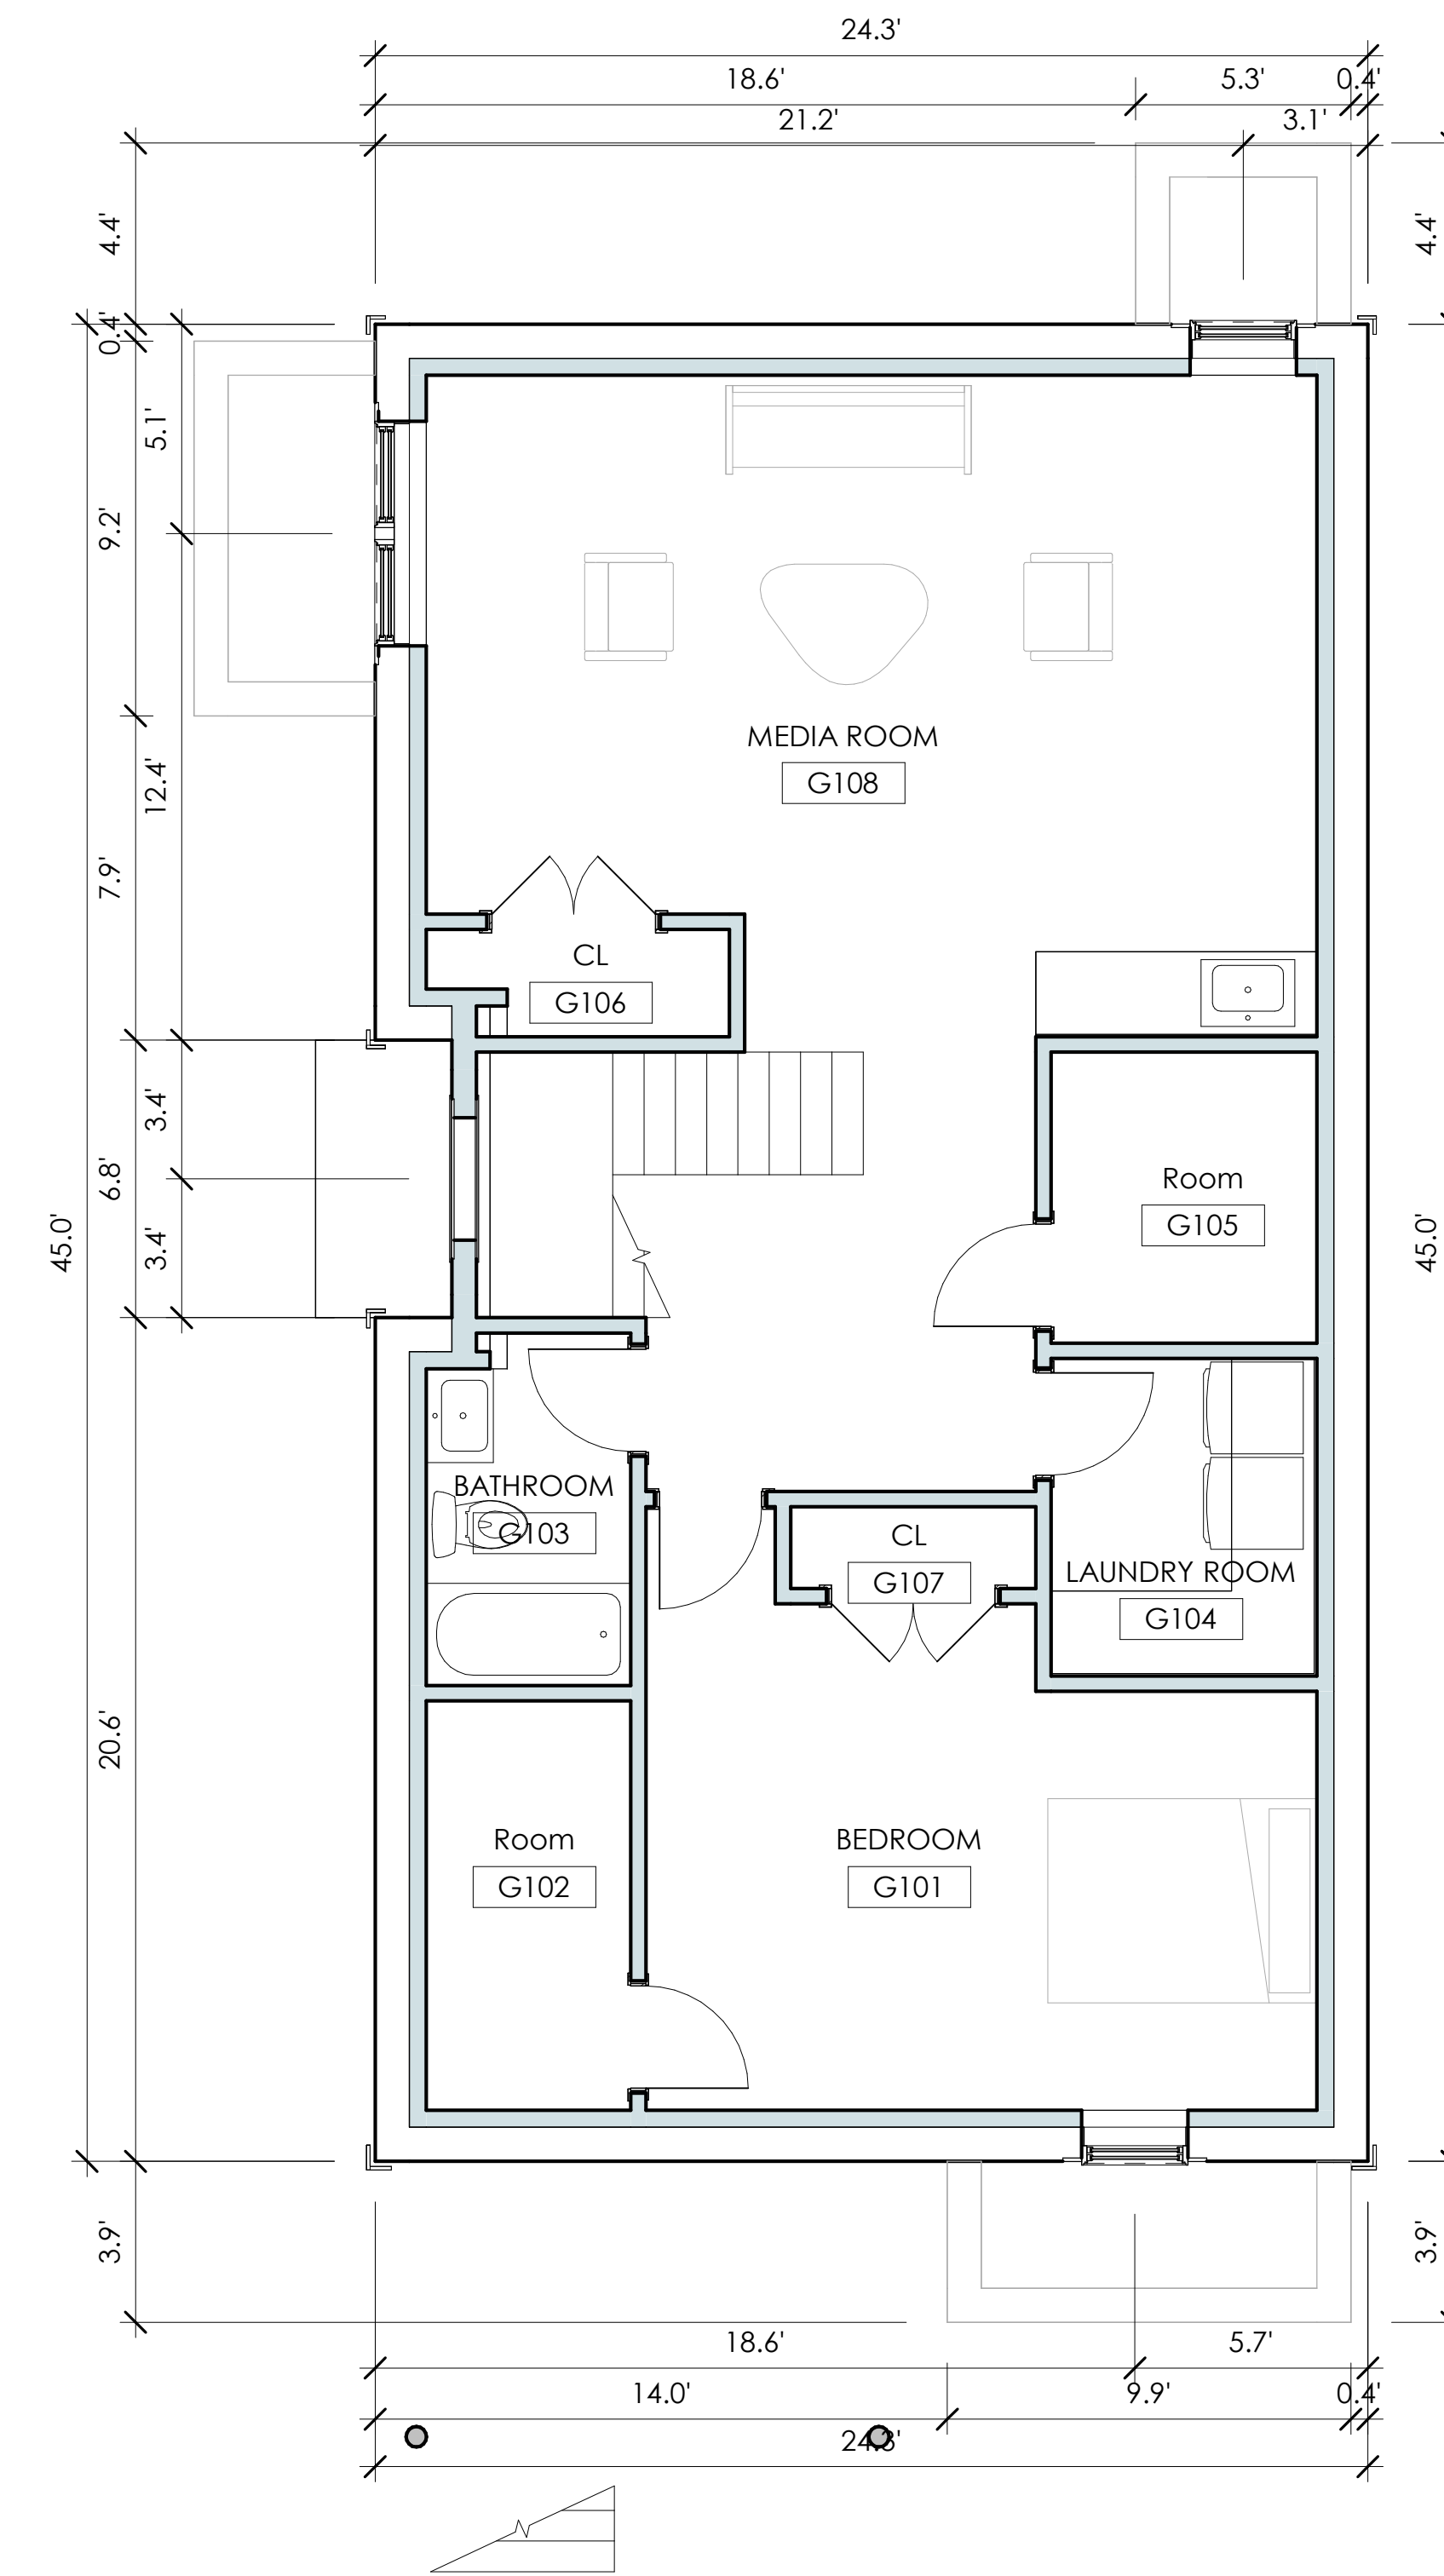 24.3'
18.6'
5.3'
0.4'
21.2'
3.1'
4.4'
4.4'
0.4'
5.1'
9.2'
MEDIA ROOM
G108
12.4'
7.9'
CL
G106
3.4'
6.8'
3.4'
45.0'
45.0'
Room
G105
BATHROOM
G103
CL
G107
LAUNDRY ROOM
G104
20.6'
Room
G102
BEDROOM
G101
3.9'
3.9'
18.6'
5.7'
14.0'
9.9'
0.4'
24.3'